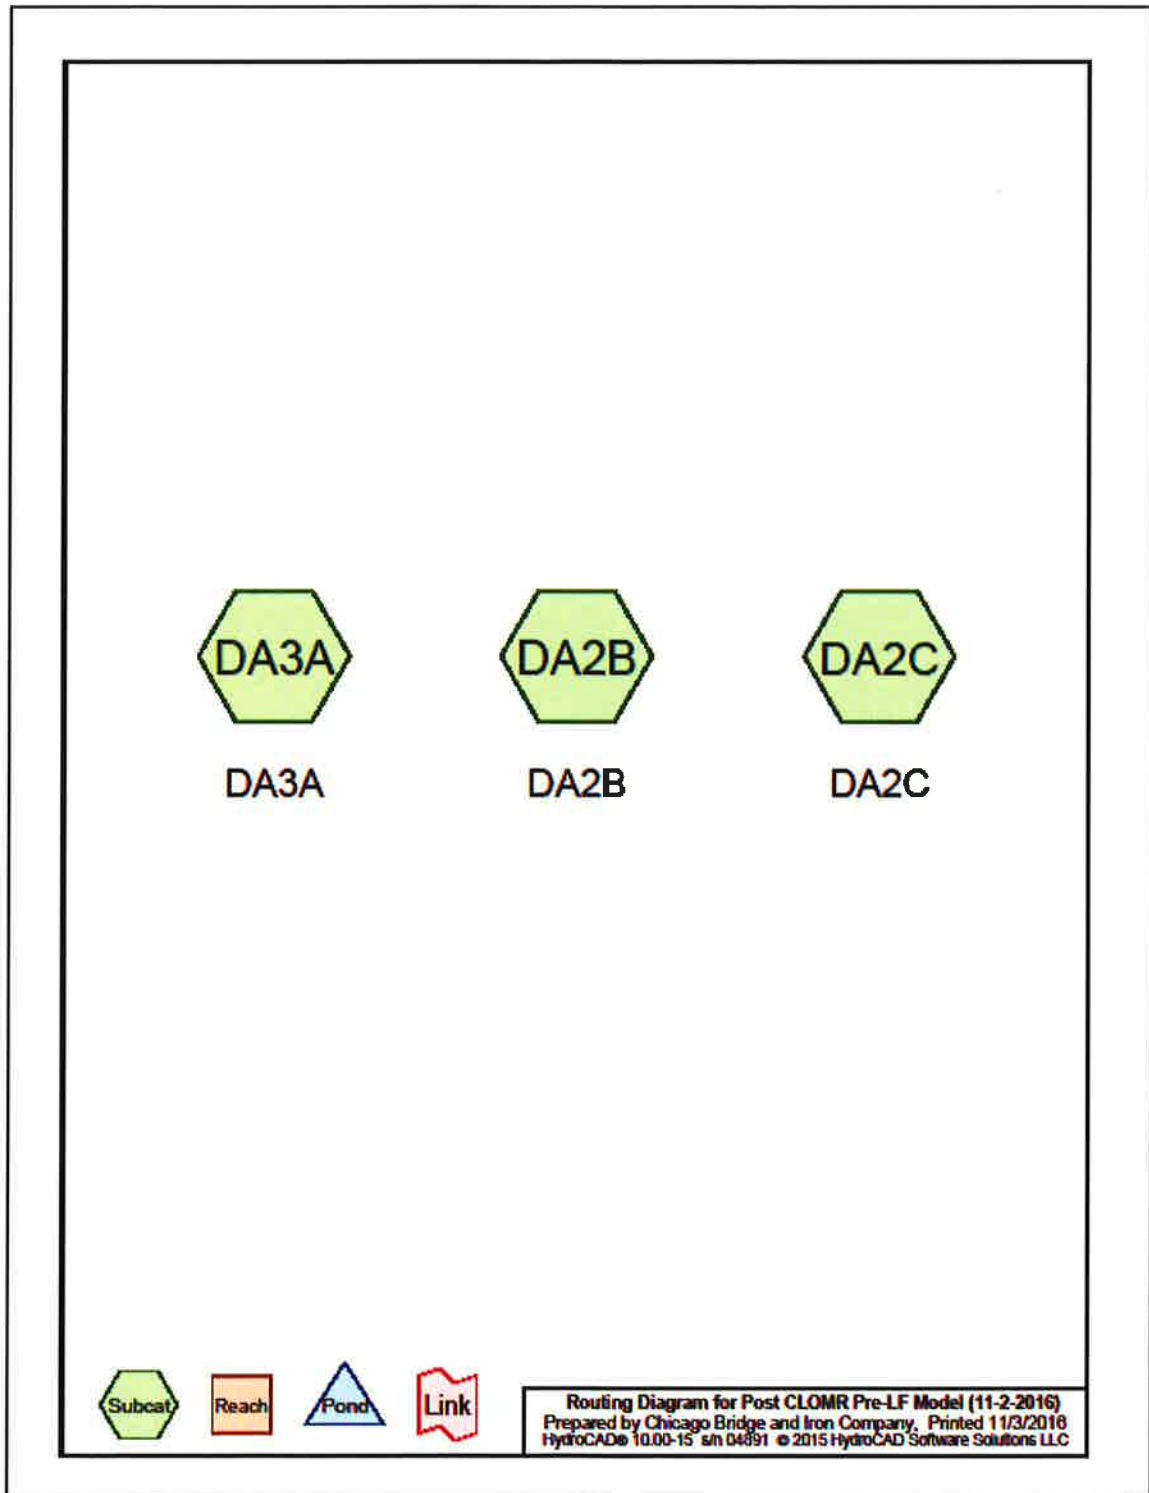 DA3A DA2B DA2C
DA3A DA2B DA2C
Subcat Reach Pond Link
Routing Diagram for Post CLOMR Pre-LF Model (11-2-2016)
Prepared by Chicago Bridge and Iron Company, Printed 11/3/2016
HydroCAD® 10.00-15 s/n 04891 © 2015 HydroCAD Software Solutions LLC